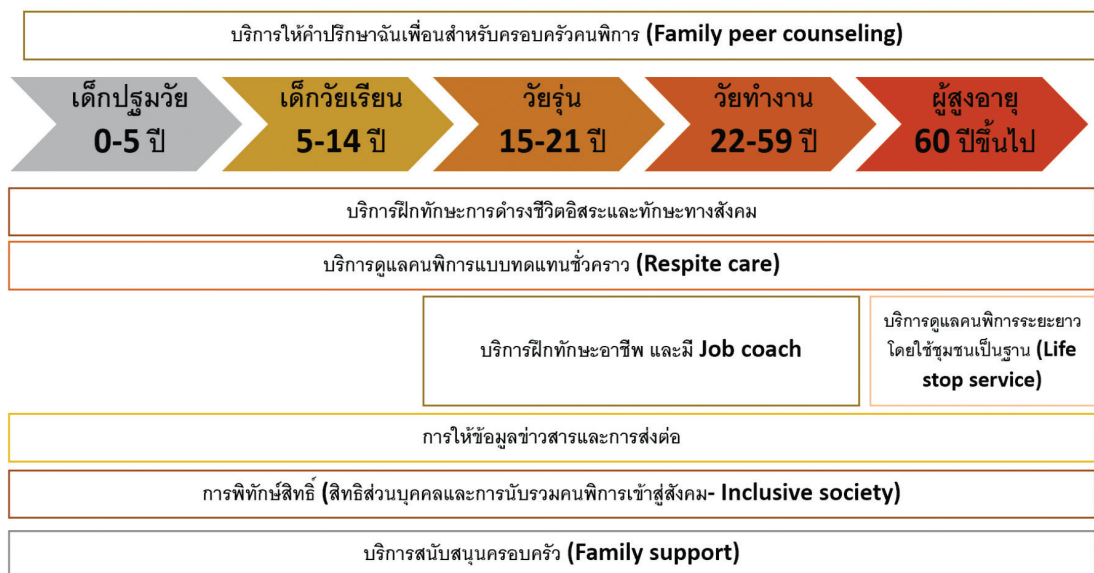 บริการให้คำปรึกษาฉันเพื่อนสำหรับครอบครัวคนพิการ (Family peer counseling)
เด็กปฐมวัย
0-5 ปี
เด็กวัยเรียน
5-14 ปี
วัยรุ่น
15-21 ปี
วัยทำงาน
22-59 ปี
ผู้สูงอายุ
60 ปีขึ้นไป
บริการฝึกทักษะการดำรงชีวิตอิสระและทักษะทางสังคม
บริการดูแลคนพิการแบบทดแทนชั่วคราว (Respite care)
บริการฝึกทักษะอาชีพ และมี Job coach
บริการดูแลคนพิการระยะยาว
โดยใช้ชุมชนเป็นฐาน (Life
stop service)
การให้ข้อมูลข่าวสารและการส่งต่อ
การพิทักษ์สิทธิ์ (สิทธิส่วนบุคคลและการนับรวมคนพิการเข้าสู่สังคม- Inclusive society)
บริการสนับสนุนครอบครัว (Family support)